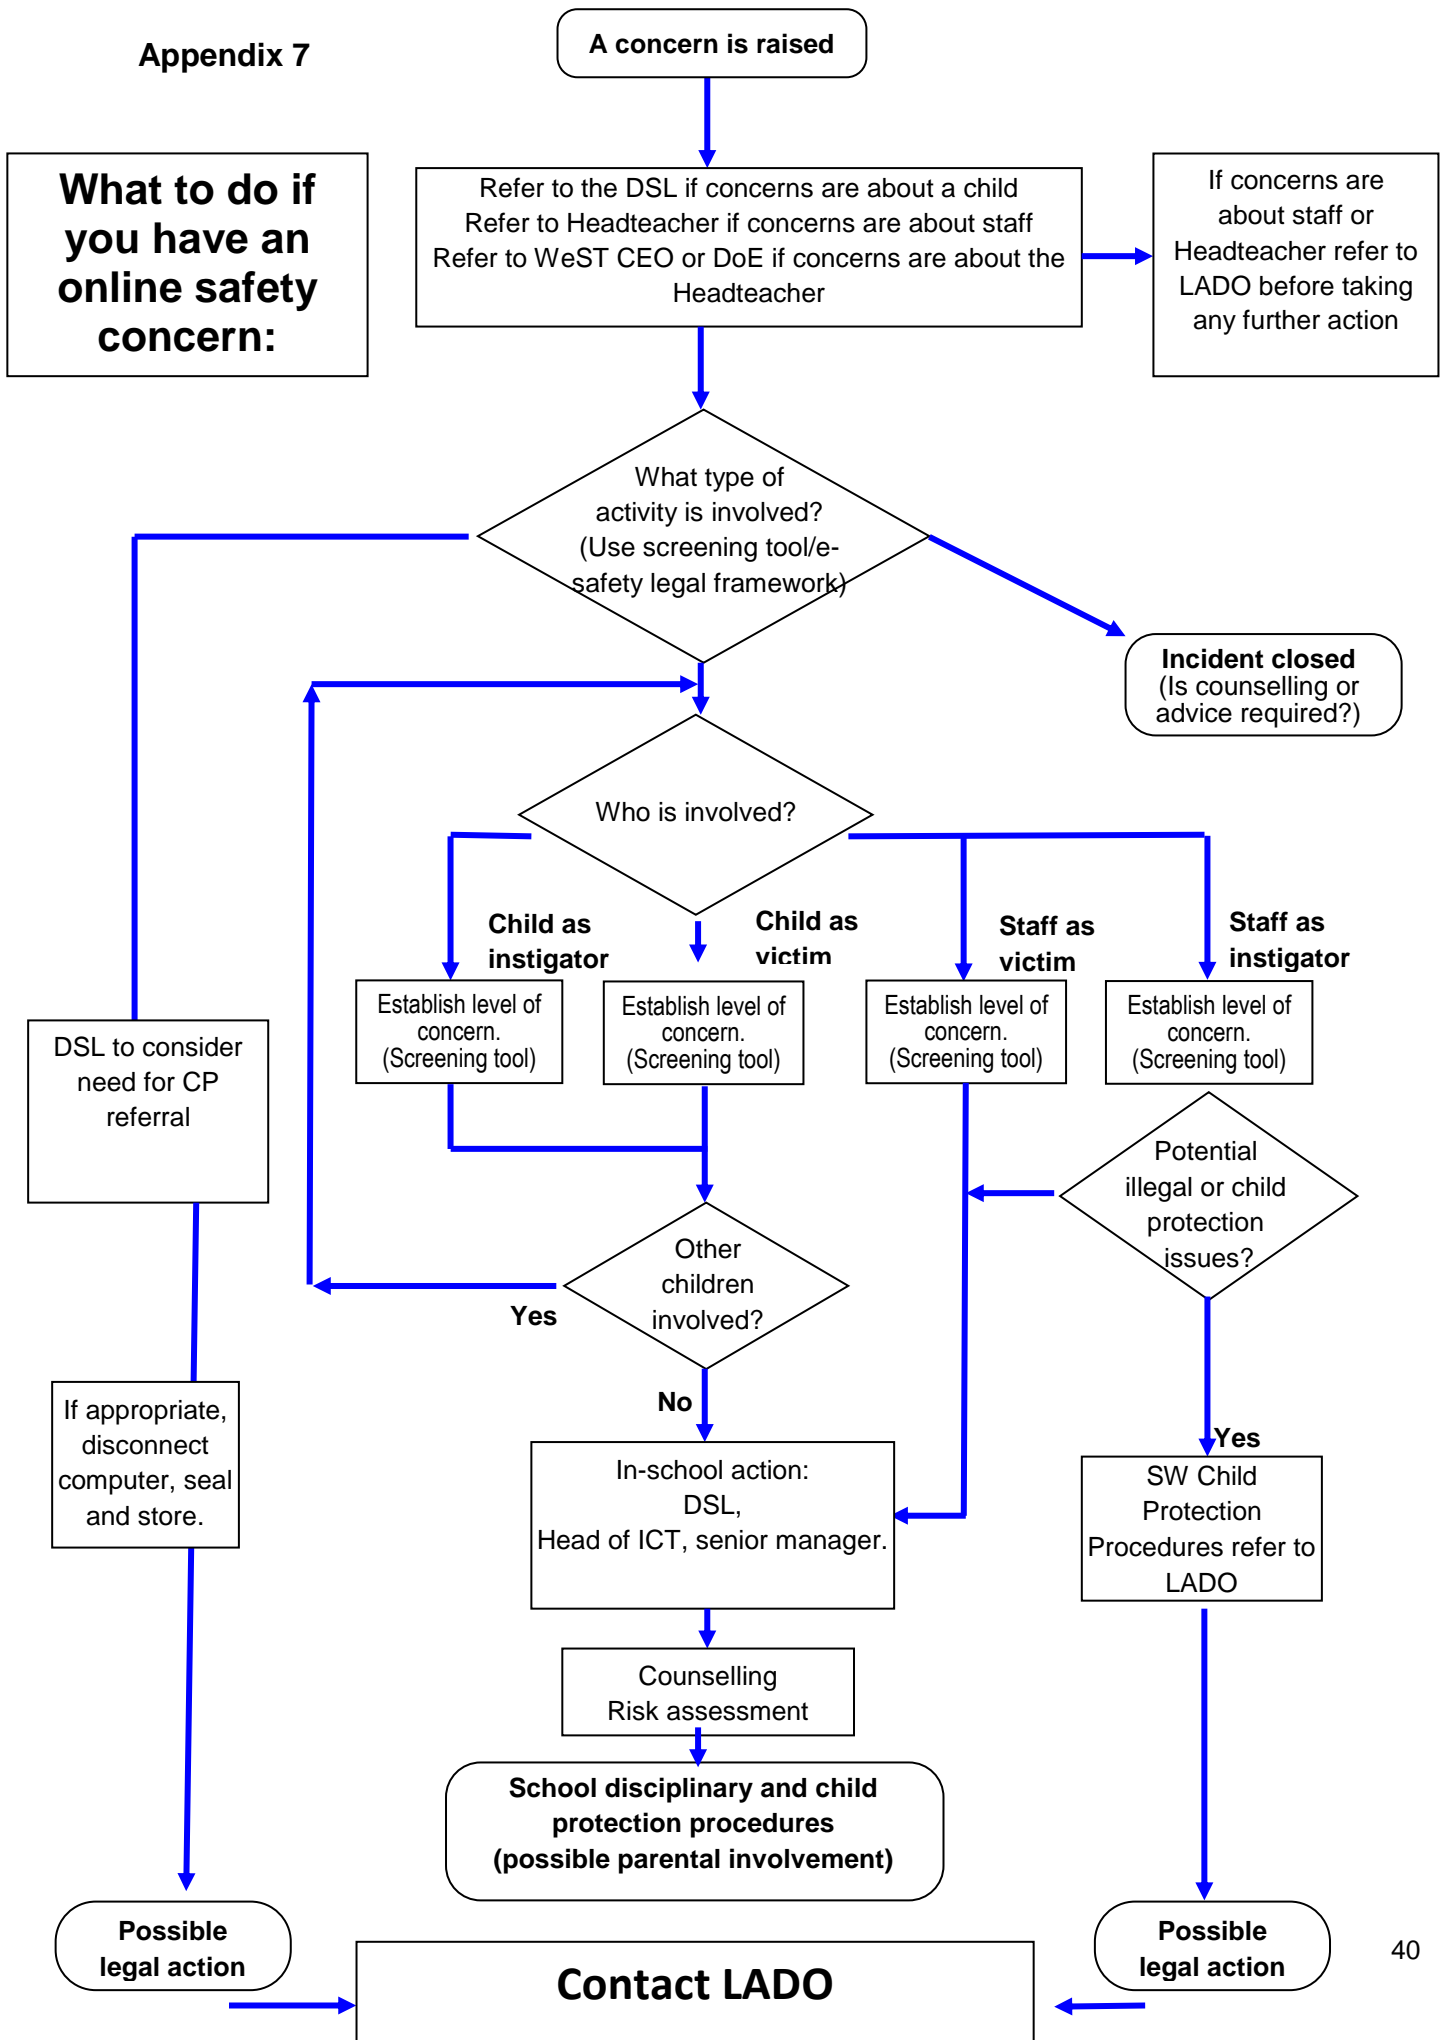 Appendix 7
A concern is raised
What to do if
you have an
online safety
concern:
Refer to the DSL if concerns are about a child
Refer to Headteacher if concerns are about staff
Refer to WeST CEO or DoE if concerns are about the
Headteacher
If concerns are
about staff or
Headteacher refer to
LADO before taking
any further action
What type of
activity is involved?
(Use screening tool/e-
safety legal framework)
Incident closed
(Is counselling or
advice required?)
Who is involved?
Child as
instigator
Child as
victim
Staff as
victim
Staff as
instigator
Establish level of
concern.
(Screening tool)
Establish level of
concern.
(Screening tool)
Establish level of
concern.
(Screening tool)
Establish level of
concern.
(Screening tool)
DSL to consider
need for CP
referral
Potential
illegal or child
protection
issues?
Other
children
involved?
Yes
No
If appropriate,
disconnect
computer, seal
and store.
In-school action:
DSL,
Head of ICT, senior manager.
Yes
SW Child
Protection
Procedures refer to
LADO
Counselling
Risk assessment
School disciplinary and child
protection procedures
(possible parental involvement)
Possible
legal action
Possible
legal action
Contact LADO
40